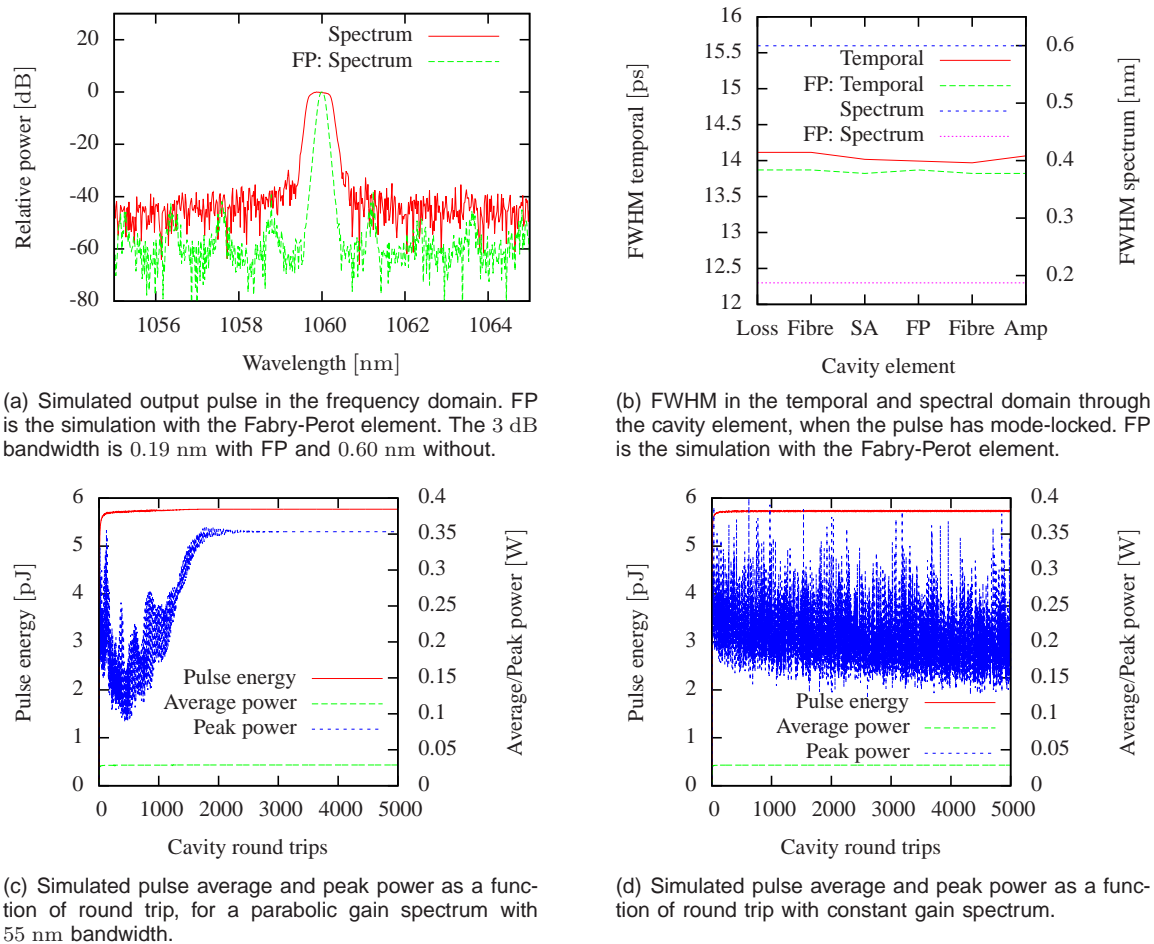 20
0
-20
-40
-60
-80
Relative power [dB]
Spectrum
FP: Spectrum
1056 1058 1060 1062 1064
Wavelength [nm]
(a) Simulated output pulse in the frequency domain. FP
is the simulation with the Fabry-Perot element. The 3 dB
bandwidth is 0.19 nm with FP and 0.60 nm without.
16
15.5
15
14.5
14
13.5
13
12.5
12
FWHM temporal [ps]
Temporal
FP: Temporal
Spectrum
FP: Spectrum
0.6
0.5
0.4
0.3
0.2
FWHM spectrum [nm]
Loss Fibre SA FP Fibre Amp
Cavity element
(b) FWHM in the temporal and spectral domain through
the cavity element, when the pulse has mode-locked. FP
is the simulation with the Fabry-Perot element.
6
5
4
3
2
1
0
Pulse energy [pJ]
Pulse energy
Average power
Peak power
0.4
0.35
0.3
0.25
0.2
0.15
0.1
0.05
0
Average/Peak power [W]
0 1000 2000 3000 4000 5000
Cavity round trips
(c) Simulated pulse average and peak power as a func-
tion of round trip, for a parabolic gain spectrum with
55 nm bandwidth.
6
5
4
3
2
1
0
Pulse energy [pJ]
Pulse energy
Average power
Peak power
0.4
0.35
0.3
0.25
0.2
0.15
0.1
0.05
0
Average/Peak power [W]
0 1000 2000 3000 4000 5000
Cavity round trips
(d) Simulated pulse average and peak power as a func-
tion of round trip with constant gain spectrum.